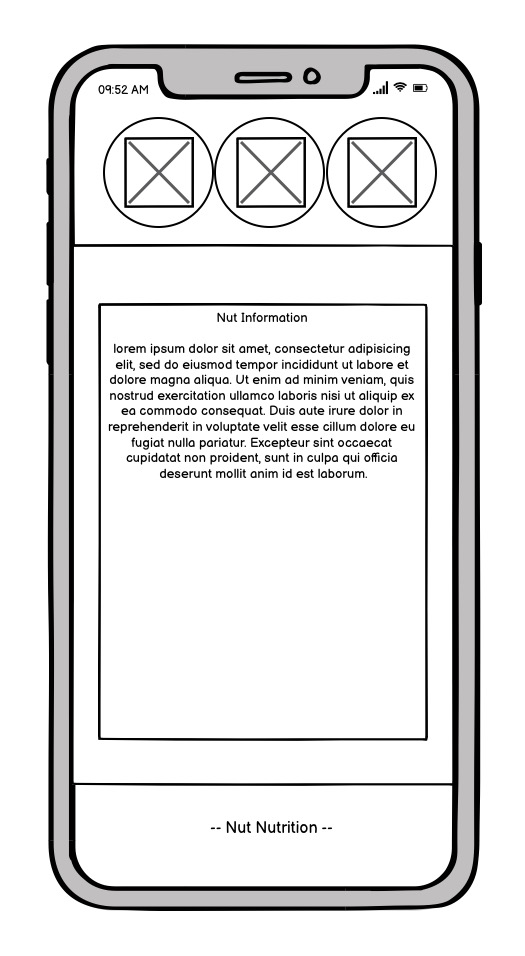 09:52 AM
Nut Information
lorem ipsum dolor sit amet, consectetur adipisicing
elit, sed do eiusmod tempor incididunt ut labore et
dolore magna aliqua. Ut enim ad minim veniam, quis
nostrud exercitation ullamco laboris nisi ut aliquip ex
ea commodo consequat. Duis aute irure dolor in
reprehenderit in voluptate velit esse cillum dolore eu
fugiat nulla pariatur. Excepteur sint occaecat
cupidatat non proident, sunt in culpa qui officia
deserunt mollit anim id est laborum.
-- Nut Nutrition --